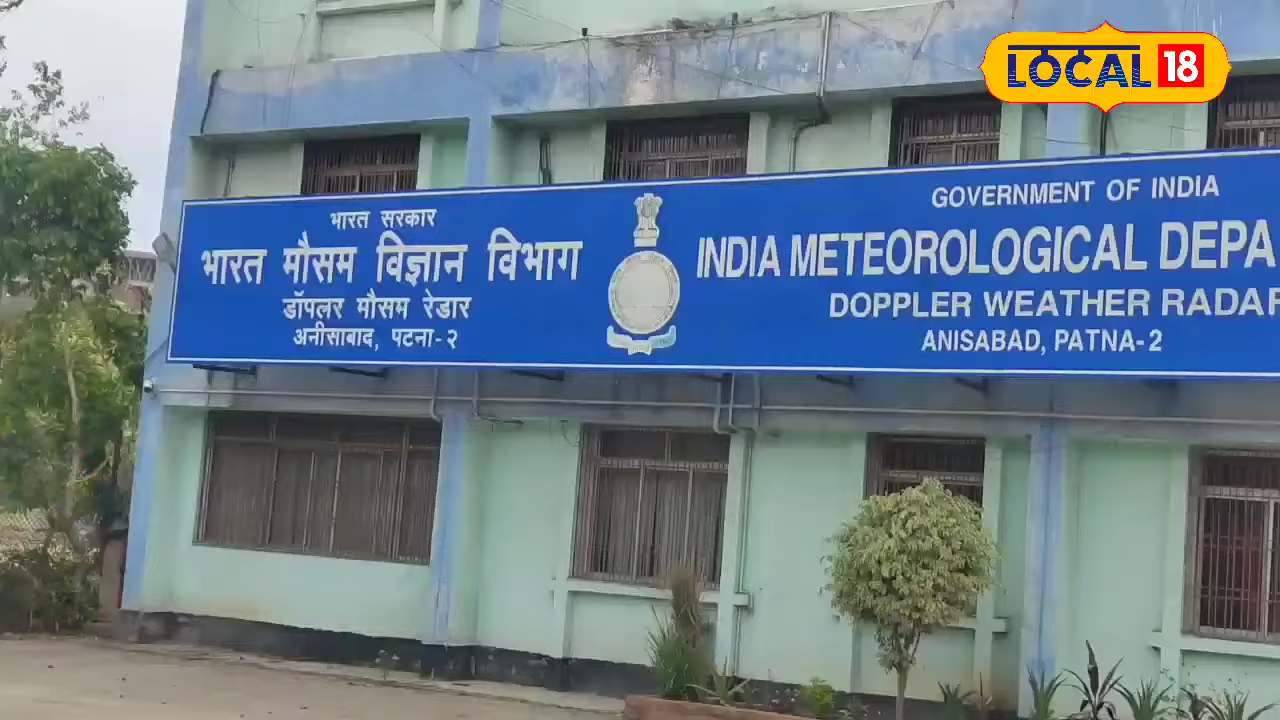 LOCAL 18
भारत सरकार
भारत मौसम विज्ञान विभाग
डॉपलर मौसम रेडार
अनीसाबाद, पटना-२
GOVERNMENT OF INDIA
INDIA METEOROLOGICAL DEPA
DOPPLER WEATHER RADAR
ANISABAD, PATNA-2